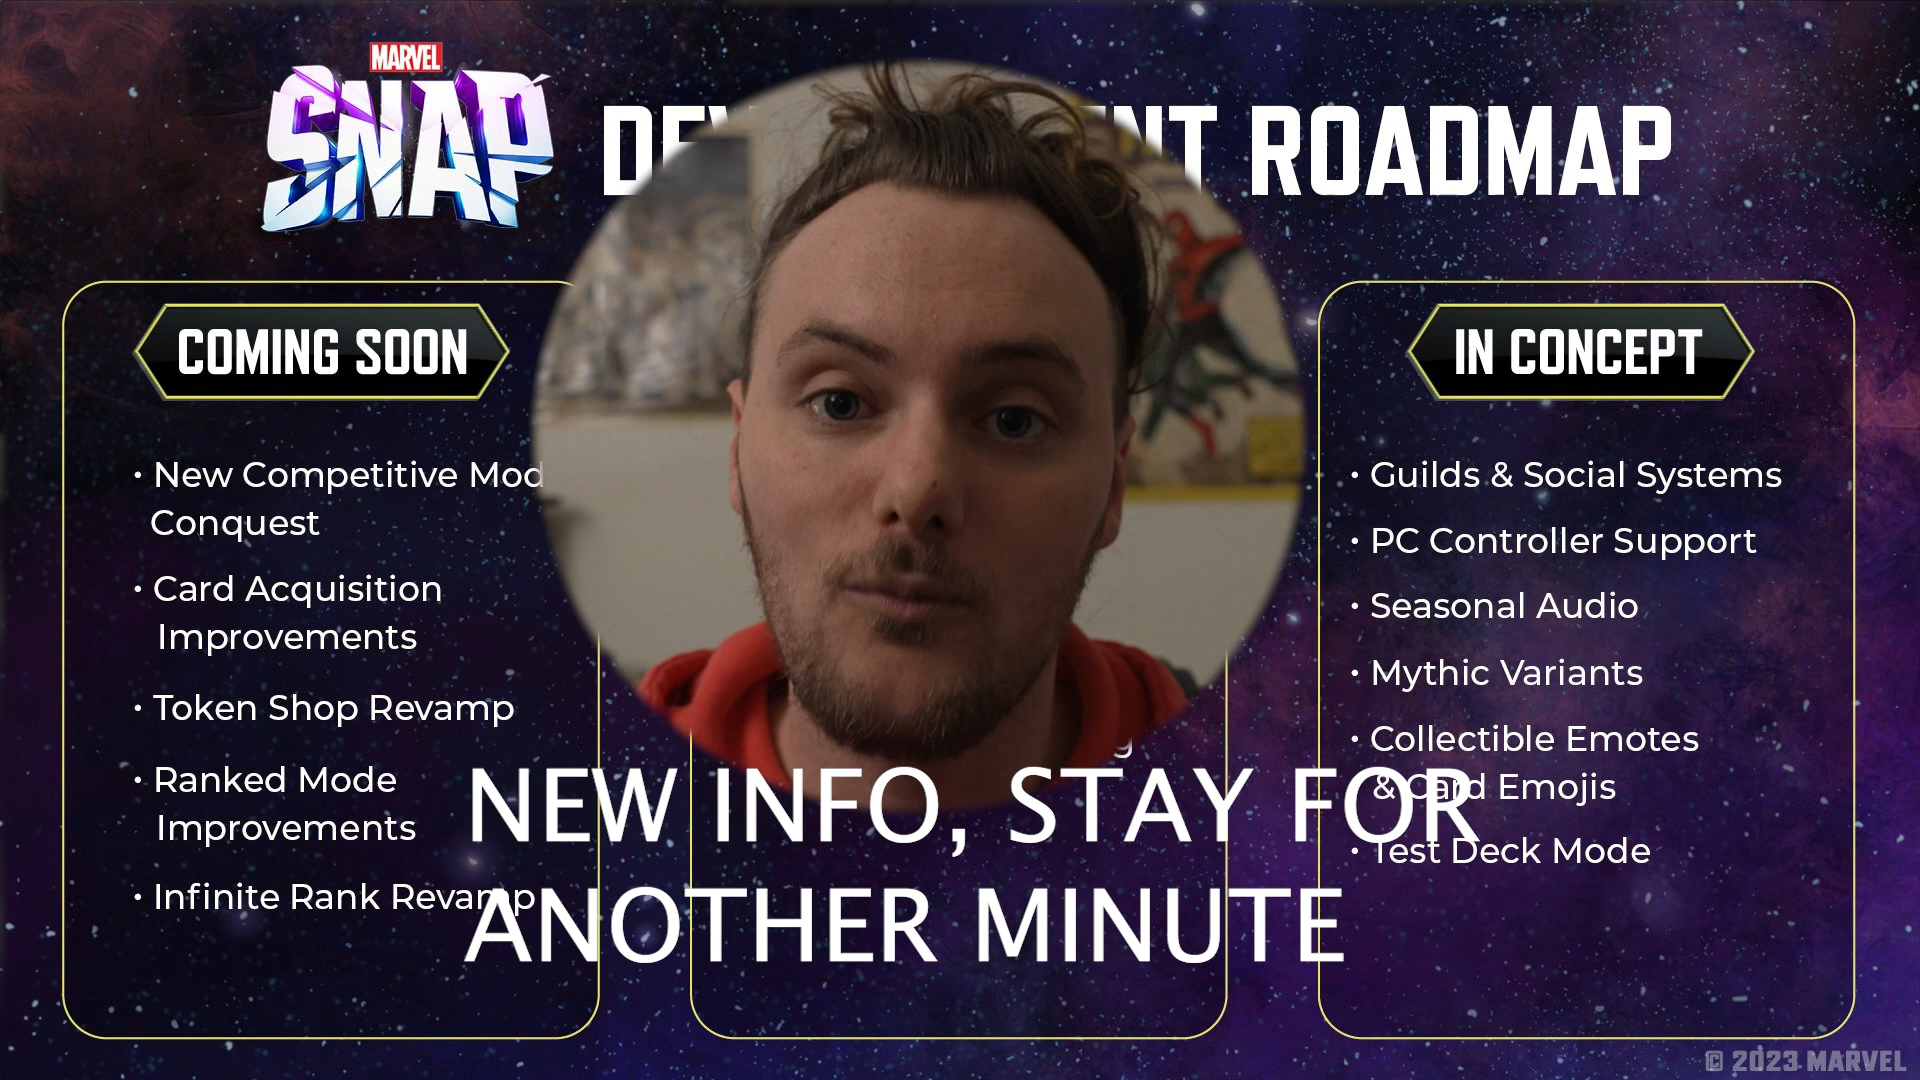 MARVEL
SNAP
ROADMAP
COMING SOON
• New Competitive
Conquest
• Card Acquisition
Improvements
• Token Shop Revamp
• Ranked Mode
Improvements
• Infinite Rank Revamp
IN CONCEPT
• Guilds & Social Systems
• PC Controller Support
• Seasonal Audio
• Mythic Variants
• Collectible Emotes
& Card Emojis
• Test Deck Mode
NEW INFO, STAY FOR
ANOTHER MINUTE
© 2023 MARVEL